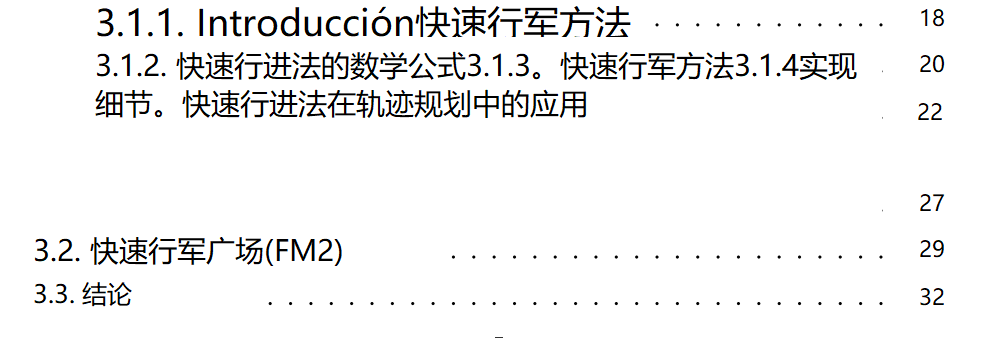 3.1.1. Introducción快速行军方法 . . . . . . . . . . . . . . 18
3.1.2. 快速行进法的数学公式3.1.3。快速行军方法3.1.4实现 . 20
细节。快速行进法在轨迹规划中的应用 . 22
. 27
3.2. 快速行军广场(FM2) . . . . . . . . . . . . . . . . . . . . . . . . . . 29
3.3. 结论 . . . . . . . . . . . . . . . . . . . . . . . . . . . . . . . . . . . . . 32